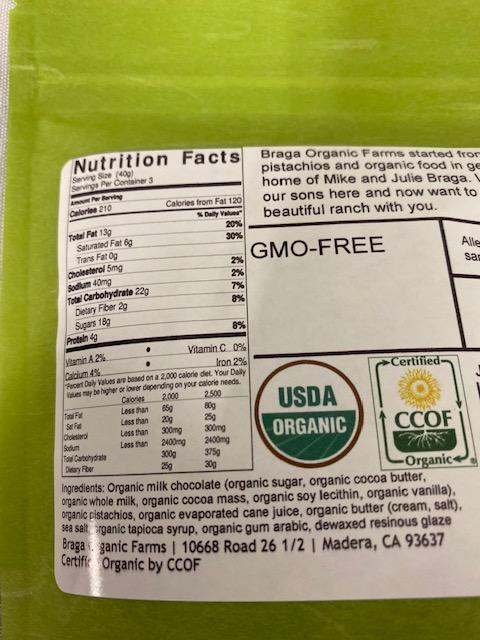 Nutrition Facts
Serving Size (40g)
Servings Per Container 3
Amount Per Serving
Calories 210 Calories from Fat 120
% Daily Values*
Total Fat 13g 20%
Saturated Fat 6g 30%
Trans Fat 0g
Cholesterol 5mg 2%
Sodium 40mg 2%
Total Carbohydrate 22g 7%
Dietary Fiber 2g 8%
Sugars 18g
Protein 4g 8%
Vitamin A 2% • Vitamin C 0%
Calcium 4% • Iron 2%
*Percent Daily Values are based on a 2,000 calorie diet. Your Daily
Values may be higher or lower depending on your calorie needs.
Calories 2,000 2,500
Total Fat Less than 65g 80g
Sat Fat Less than 20g 25g
Cholesterol Less than 300mg 300mg
Sodium Less than 2400mg 2400mg
Total Carbohydrate 300g 375g
Dietary Fiber 25g 30g
Braga Organic Farms started from
pistachios and organic food in ge
home of Mike and Julie Braga.
our sons here and now want to
beautiful ranch with you.
GMO-FREE
Alle
sam
USDA
ORGANIC
Certified
CCOF
Organic
Ingredients: Organic milk chocolate (organic sugar, organic cocoa butter,
organic whole milk, organic cocoa mass, organic soy lecithin, organic vanilla),
organic pistachios, organic evaporated cane juice, organic butter (cream, salt),
sea salt, organic tapioca syrup, organic gum arabic, dewaxed resinous glaze
Braga Organic Farms | 10668 Road 26 1/2 | Madera, CA 93637
Certified Organic by CCOF